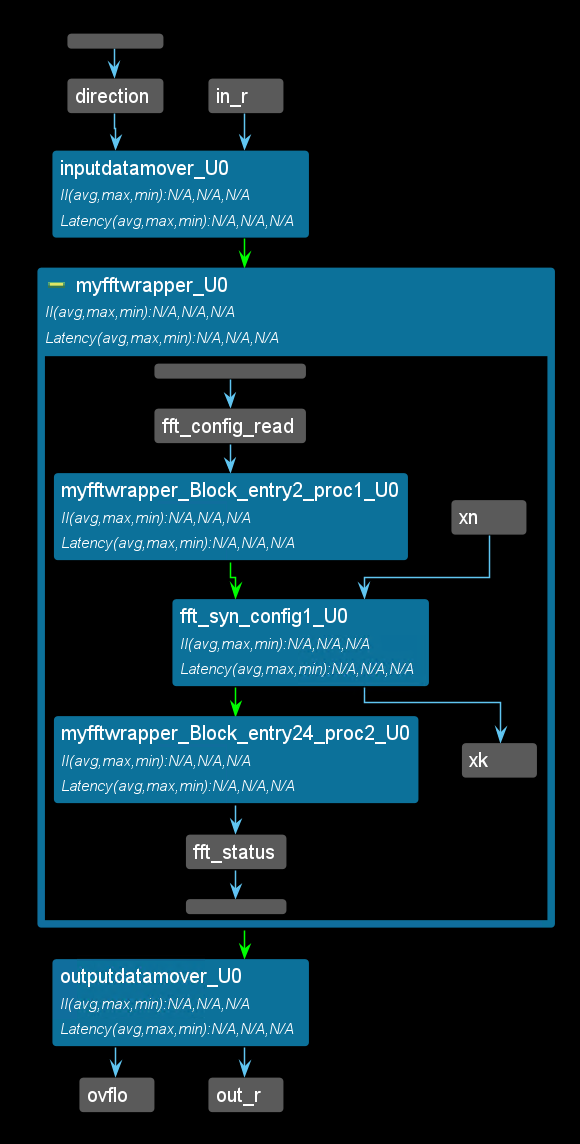 direction
in_r
inputdatamover_U0
II(avg,max,min):N/A,N/A,N/A
Latency(avg,max,min):N/A,N/A,N/A
myfftwrapper_U0
II(avg,max,min):N/A,N/A,N/A
Latency(avg,max,min):N/A,N/A,N/A
fft_config_read
myfftwrapper_Block_entry2_proc1_U0
II(avg,max,min):N/A,N/A,N/A
Latency(avg,max,min):N/A,N/A,N/A
xn
fft_syn_config1_U0
II(avg,max,min):N/A,N/A,N/A
Latency(avg,max,min):N/A,N/A,N/A
myfftwrapper_Block_entry24_proc2_U0
II(avg,max,min):N/A,N/A,N/A
Latency(avg,max,min):N/A,N/A,N/A
xk
fft_status
outputdatamover_U0
II(avg,max,min):N/A,N/A,N/A
Latency(avg,max,min):N/A,N/A,N/A
ovflo
out_r